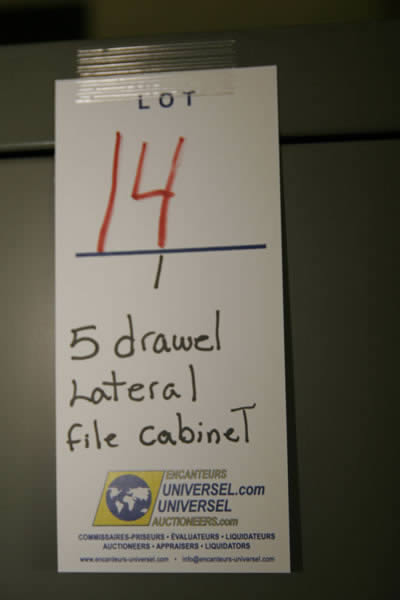 LOT
14
1
5 drawel
Lateral
file cabineT
ENCANTEURS
UNIVERSEL.com
UNIVERSEL
AUCTIONEERS.com
COMMISSAIRES-PRISEURS • ÉVALUATEURS • LIQUIDATEURS
AUCTIONEERS • APPRAISERS • LIQUIDATORS
www.encanteurs-universel.com • info@encanteurs-universel.com